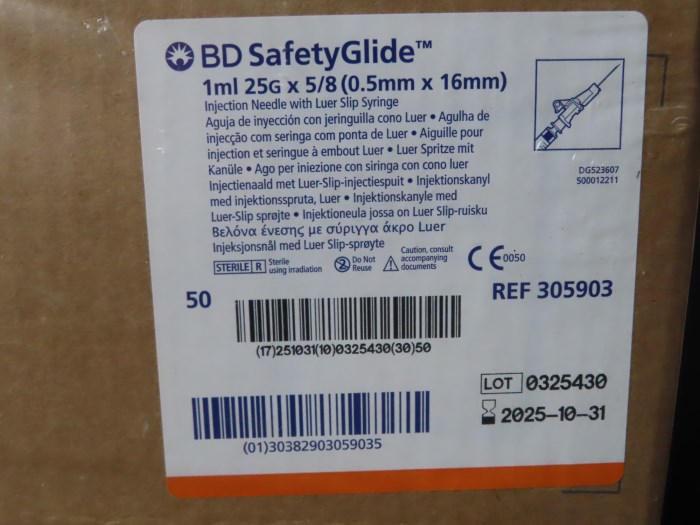 BD SafetyGlide™
1ml 25G x 5/8 (0.5mm x 16mm)
Injection Needle with Luer Slip Syringe
Aguja de inyección con jeringuilla cono Luer • Agulha de
injecção com seringa com ponta de Luer • Aiguille pour
injection et seringue à embout Luer • Luer Spritze mit
Kanüle • Ago per iniezione con siringa con cono luer
Injectienaald met Luer-Slip-injectiespuit • Injektionskanyl
med injektionsspruta, Luer • Injektionskanyle med
Luer-Slip sprøjte • Injektioneula jossa on Luer Slip-ruisku
Βελόνα ένεσης με σύριγγα άκρο Luer
Injeksjonsnål med Luer Slip-sprøyte
DG523607
500012211
STERILE R Sterile using irradiation
2 Do Not Reuse
Caution, consult accompanying documents
CE 0050
50
REF 305903
(17)251031(10)0325430(30)50
LOT 0325430
2025-10-31
(01)30382903059035